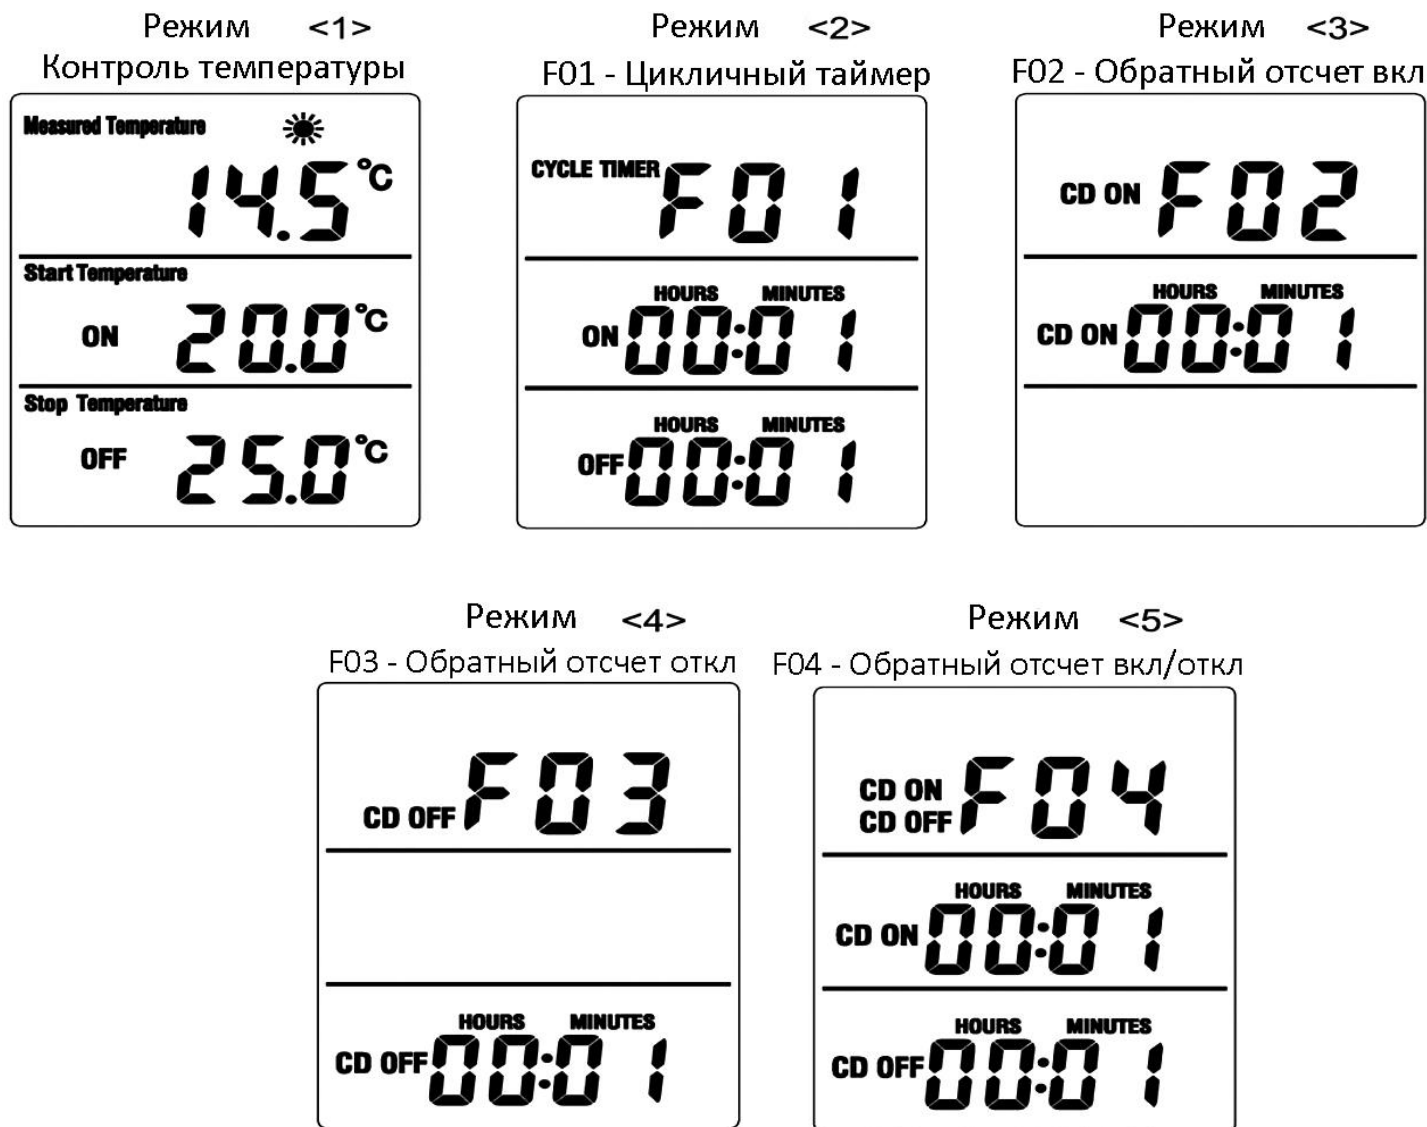 Режим <1>
Контроль температуры
Measured Temperature
14.5°C
Start Temperature
ON 20.0°C
Stop Temperature
OFF 25.0°C
Режим <2>
F01 - Цикличный таймер
CYCLE TIMER F01
HOURS MINUTES
ON 00:01
HOURS MINUTES
OFF 00:01
Режим <3>
F02 - Обратный отсчет вкл
CD ON F02
HOURS MINUTES
CD ON 00:01
Режим <4>
F03 - Обратный отсчет откл
CD OFF F03
HOURS MINUTES
CD OFF 00:01
Режим <5>
F04 - Обратный отсчет вкл/откл
CD ON
CD OFF F04
HOURS MINUTES
CD ON 00:01
HOURS MINUTES
CD OFF 00:01